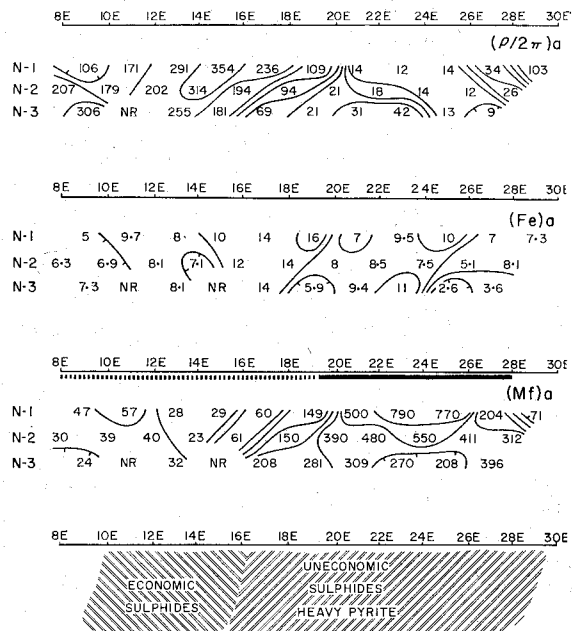 8E 10E 12E 14E 16E 18E 20E 22E 24E 26E 28E 30E
(ρ/2π)a
N-1 106 171 291 354 236 109 114 12 14 34 103
N-2 207 179 202 314 194 94 21 18 14 12 26
N-3 306 NR 255 181 69 21 31 42 13 9
8E 10E 12E 14E 16E 18E 20E 22E 24E 26E 28E 30E
(Fe)a
N-1 5 9·7 8 10 14 16 7 9·5 10 7 7·3
N-2 6·3 6·9 8·1 7·1 12 14 8 8·5 7·5 5·1 8·1
N-3 7·3 NR 8·1 NR 14 5·9 9·4 11 2·6 3·6
8E 10E 12E 14E 16E 18E 20E 22E 24E 26E 28E 30E
(Mf)a
N-1 47 57 28 29 60 149 500 790 770 204 71
N-2 30 39 40 23 61 150 390 480 550 411 312
N-3 24 NR 32 NR 208 281 309 270 208 396
8E 10E 12E 14E 16E 18E 20E 22E 24E 26E 28E 30E
ECONOMIC
SULPHIDES
UNECONOMIC
SULPHIDES
HEAVY PYRITE